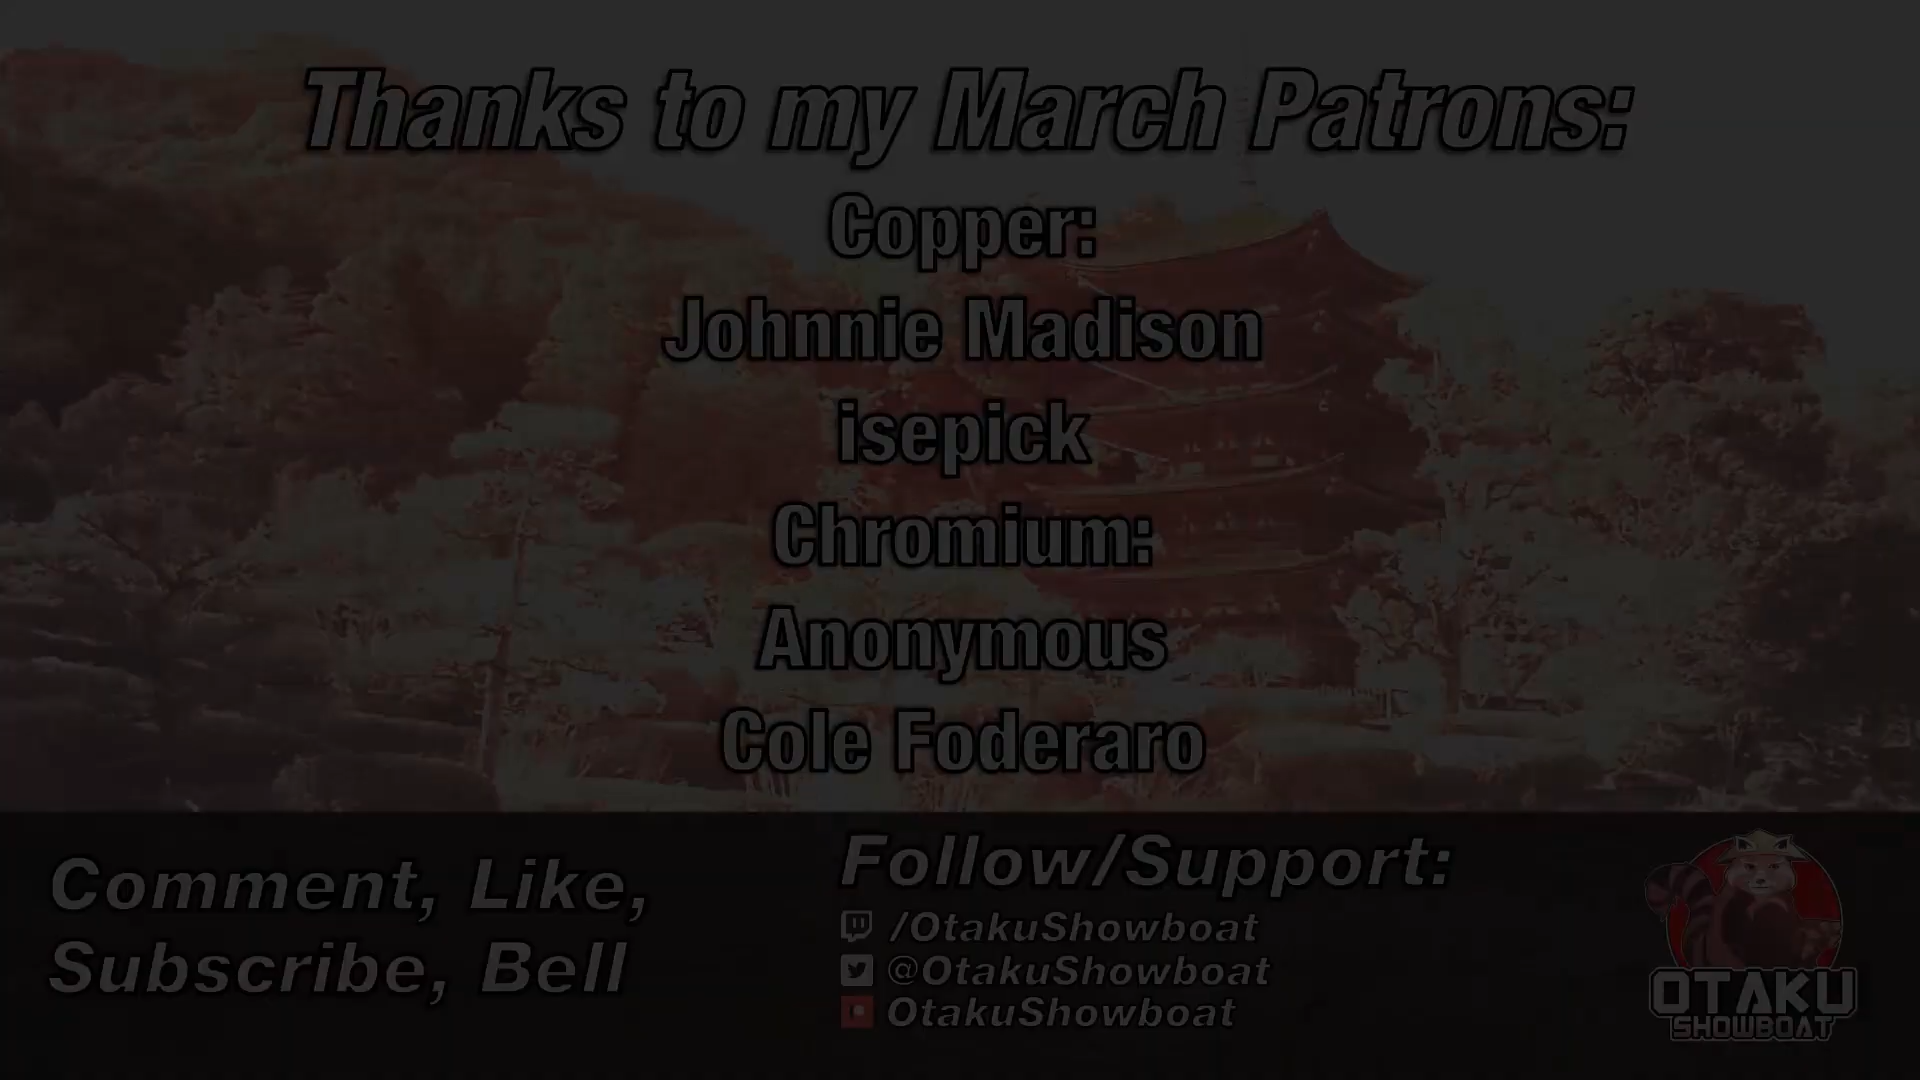 Thanks to my March Patrons:
Copper:
Johnnie Madison
isepick
Chromium:
Anonymous
Cole Foderaro
Comment, Like,
Subscribe, Bell
Follow/Support:
/OtakuShowboat
@OtakuShowboat
OtakuShowboat
OTAKU
SHOWBOAT